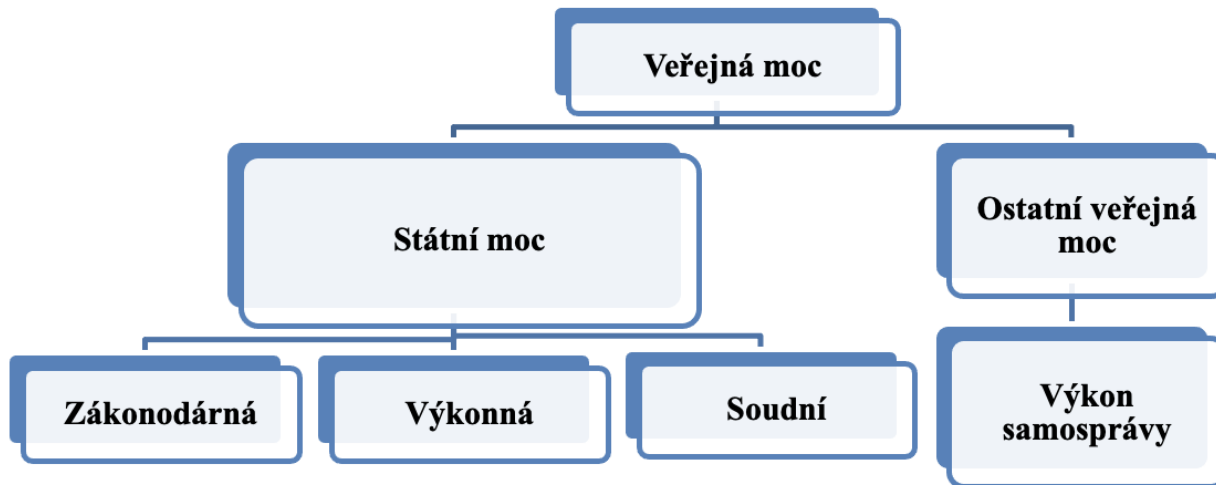 Veřejná moc
Státní moc
Ostatní veřejná
moc
Zákonodárná
Výkonná
Soudní
Výkon
samosprávy